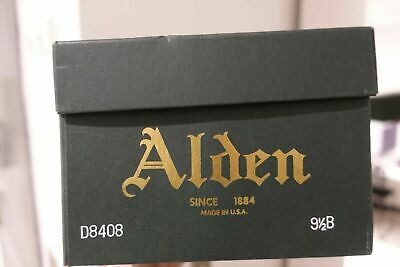 Alden
SINCE 1884
MADE IN U.S.A.
D8408 9½B